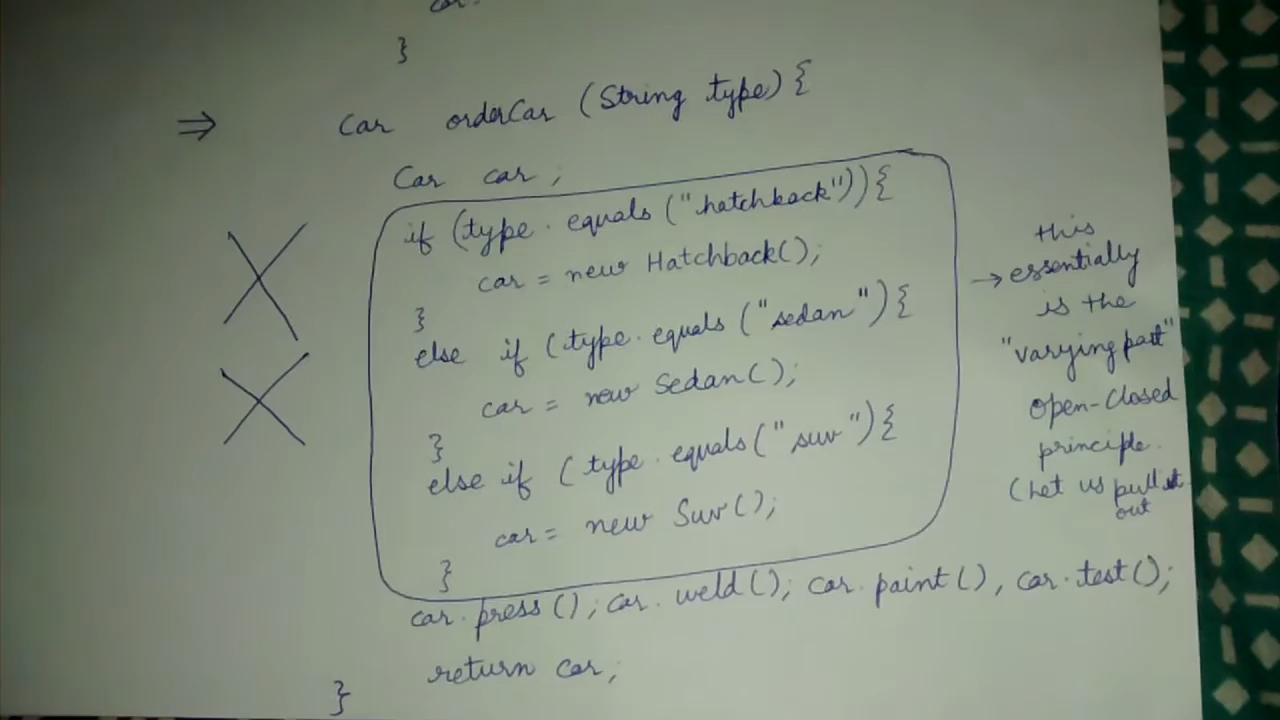 car.
}
⇒ Car orderCar (String type) {
Car car ;
if (type. equals ("hatchback")){
car = new Hatchback();
}
else if (type. equals ("sedan"){
car = new Sedan();
}
else if ( type. equals("suv"){
car = new Suv();
}
car. press(); car. weld(); car. paint(), car. test();
return car;
}
→ this
essentially
is the
"varying part"
open-closed
principle.
(Let us pull it
out